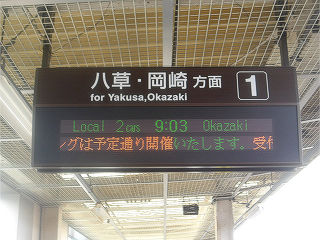 八草・岡崎方面 1
for Yakusa,Okazaki
Local 2cars 9:03 Okazaki
ングは予定通り開催いたします。受付